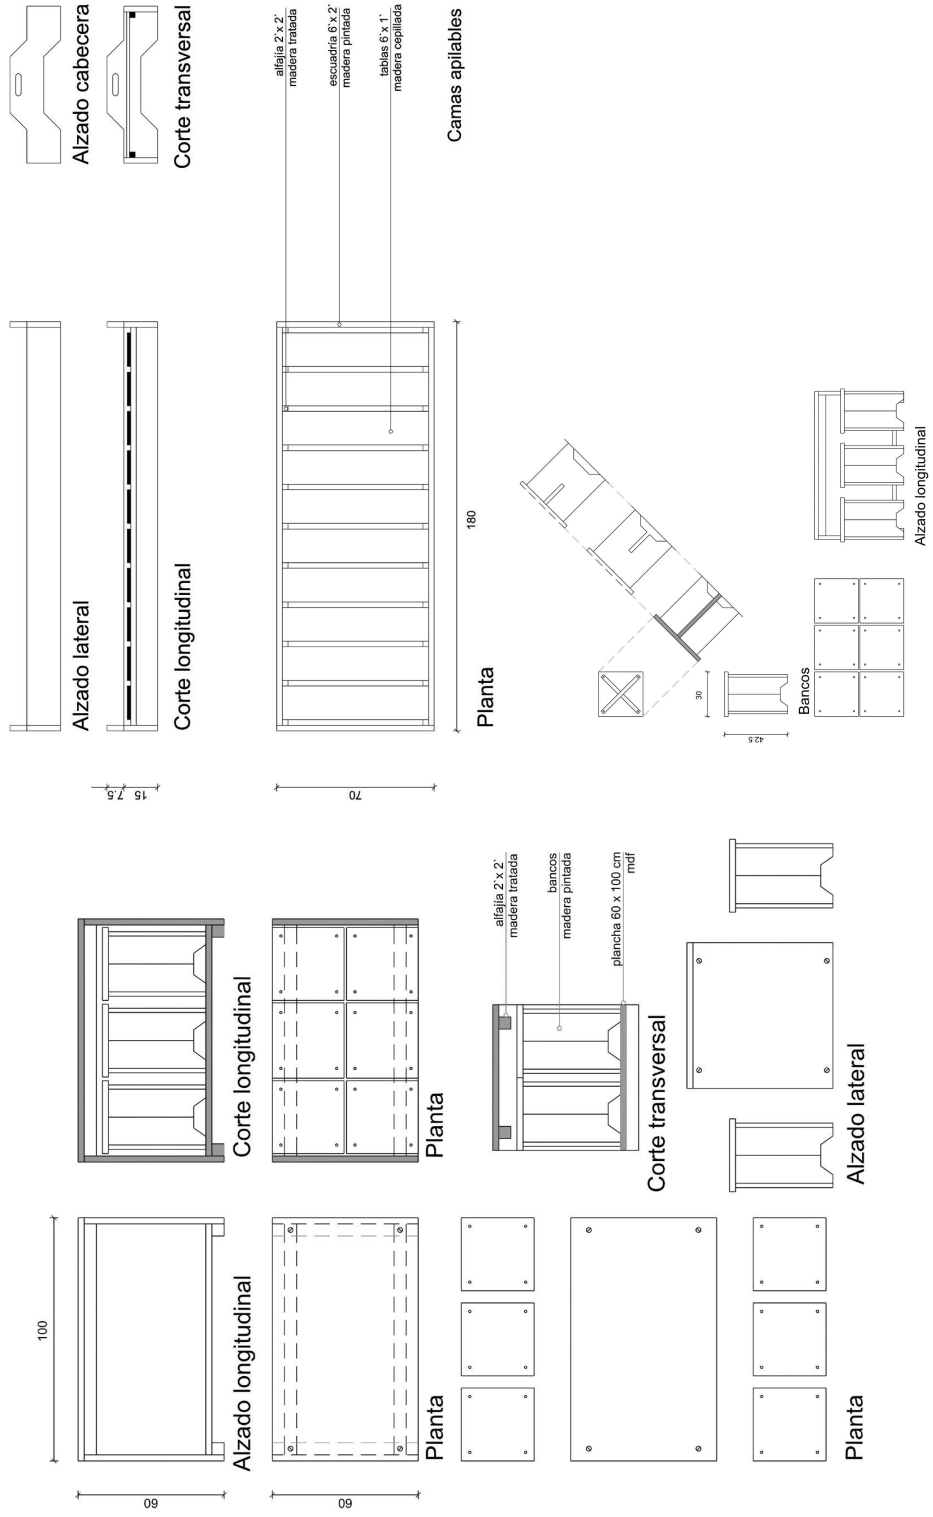 Alzado lateral
Alzado cabecera
7.5
15
Corte longitudinal
Corte transversal
alfajía 2`x 2`
madera tratada
escuadría 6`x 2`
madera pintada
tablas 6`x 1`
madera cepillada
70
180
Planta
Camas apilables
30
42.5
Bancos
Alzado longitudinal
100
60
Alzado longitudinal
Corte longitudinal
60
Planta
Planta
alfajía 2`x 2`
madera tratada
bancos
madera pintada
plancha 60 x 100 cm
mdf
Corte transversal
Planta
Alzado lateral